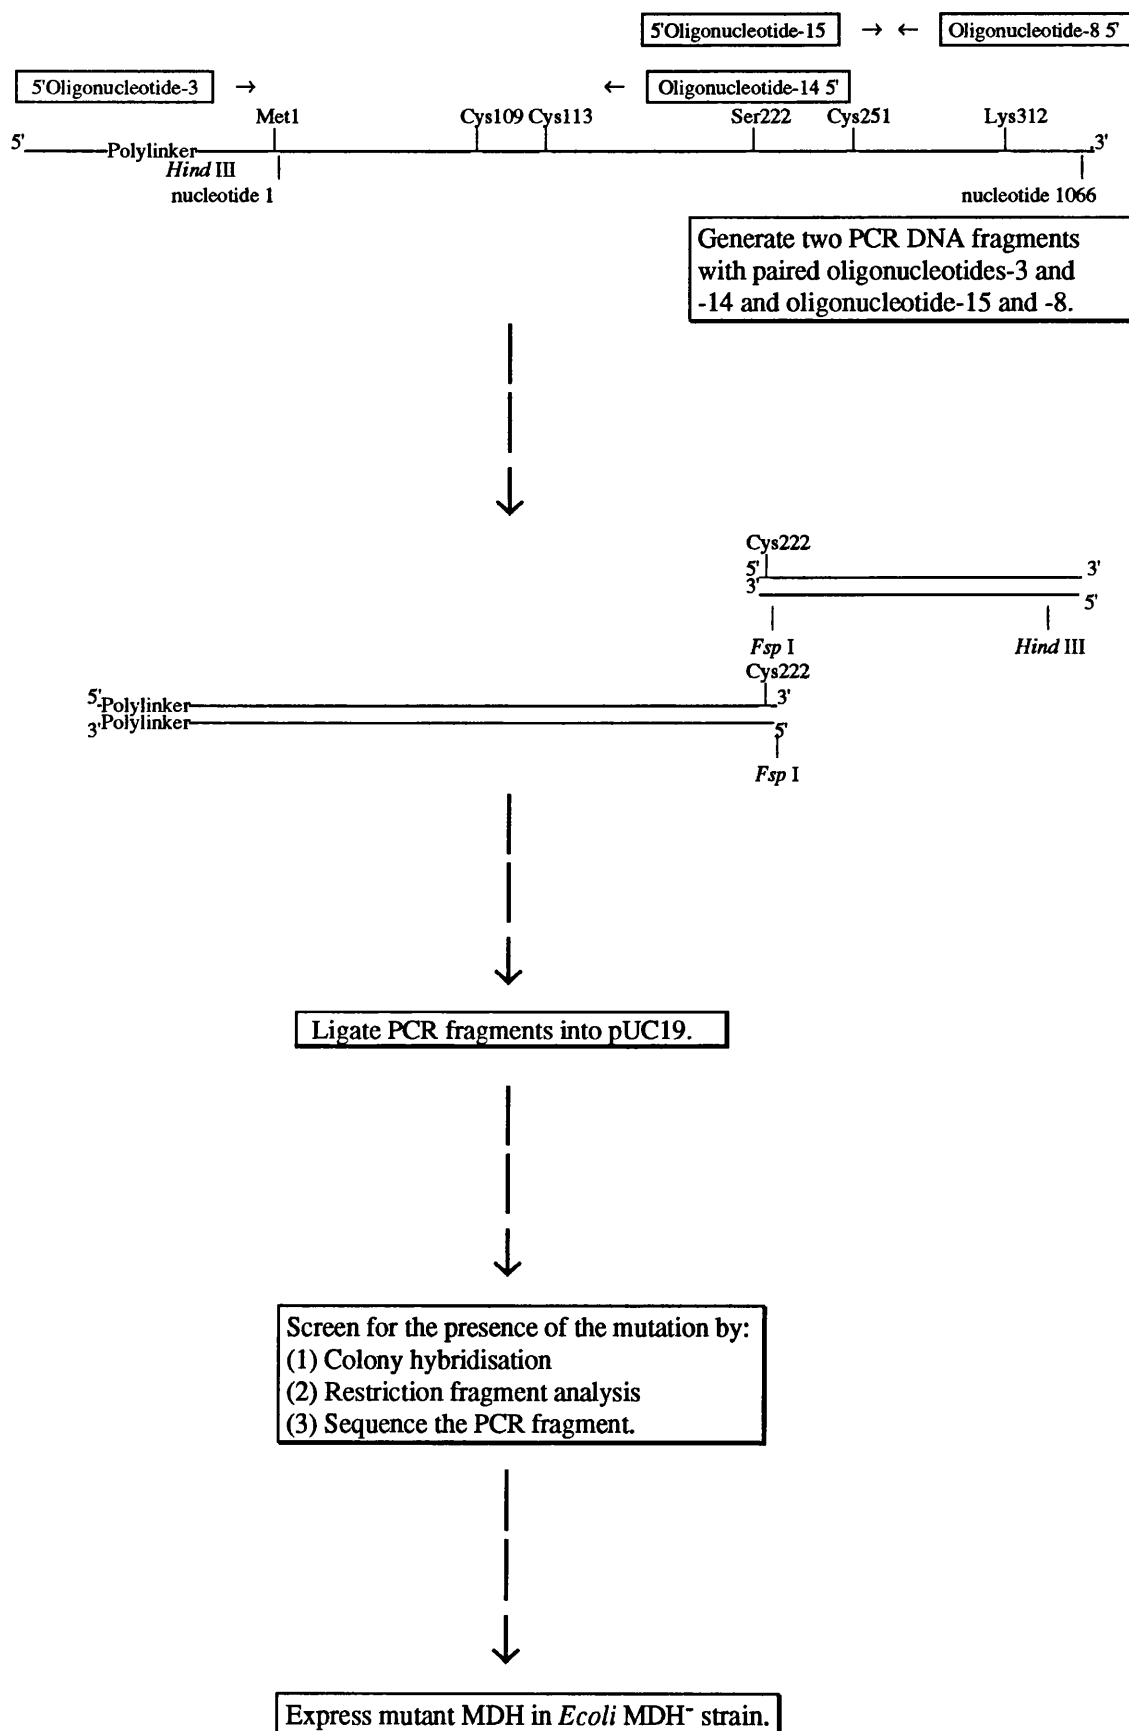 5'Oligonucleotide-15 → ← Oligonucleotide-8 5'
5'Oligonucleotide-3 → ← Oligonucleotide-14 5'
Met1 Cys109 Cys113 Ser222 Cys251 Lys312
5' Polylinker 3'
Hind III
nucleotide 1 nucleotide 1066
Generate two PCR DNA fragments
with paired oligonucleotides-3 and
-14 and oligonucleotide-15 and -8.
Cys222
5' 3'
3' 5'
Fsp I Hind III
Cys222
5'-Polylinker 3'
3'Polylinker 5'
Fsp I
Ligate PCR fragments into pUC19.
Screen for the presence of the mutation by:
(1) Colony hybridisation
(2) Restriction fragment analysis
(3) Sequence the PCR fragment.
Express mutant MDH in Ecoli MDH⁻ strain.